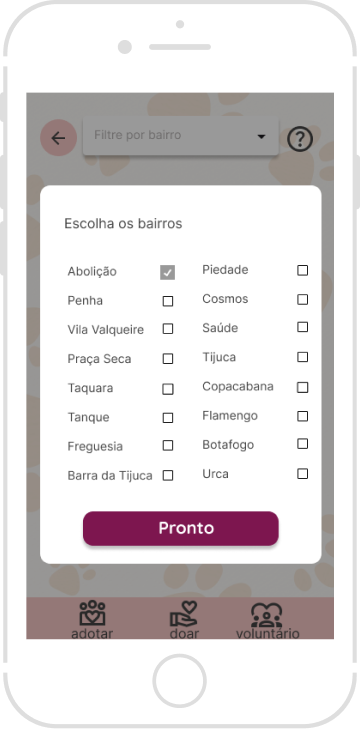 Filtre por bairro
Escolha os bairros
Abolição
Penha
Vila Valqueire
Praça Seca
Taquara
Tanque
Freguesia
Barra da Tijuca
Piedade
Cosmos
Saúde
Tijuca
Copacabana
Flamengo
Botafogo
Urca
Pronto
adotar
doar
voluntário